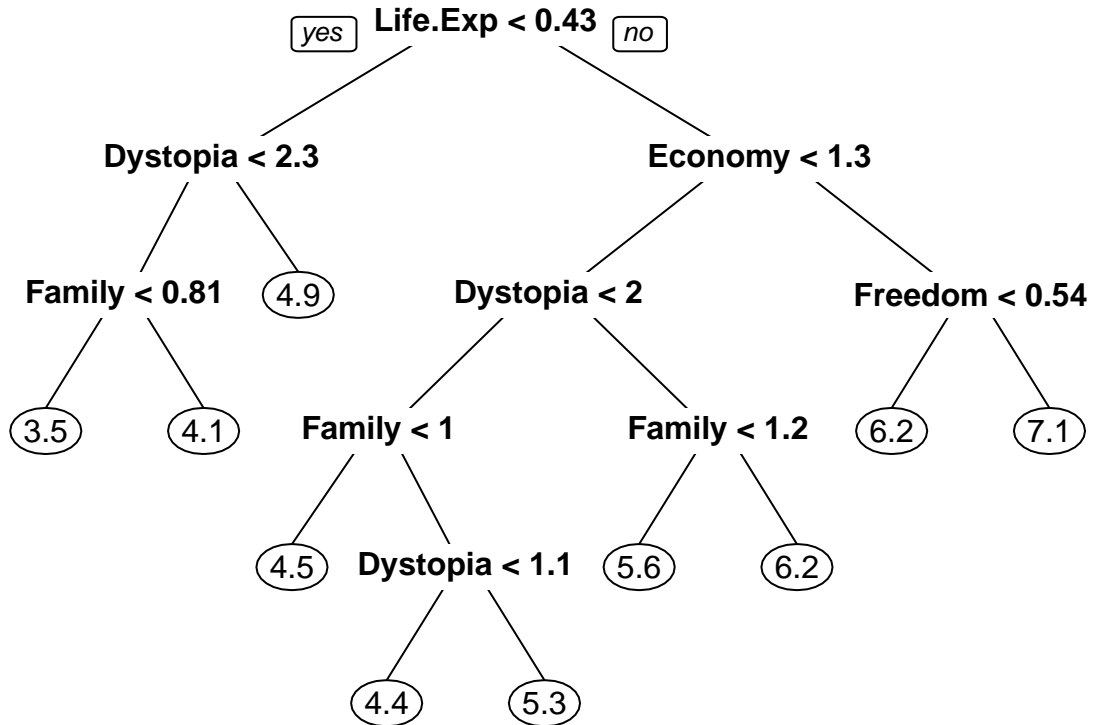 yes Life.Exp < 0.43 no
Dystopia < 2.3 Economy < 1.3
Family < 0.81 4.9 Dystopia < 2 Freedom < 0.54
3.5 4.1 Family < 1 Family < 1.2 6.2 7.1
4.5 Dystopia < 1.1 5.6 6.2
4.4 5.3